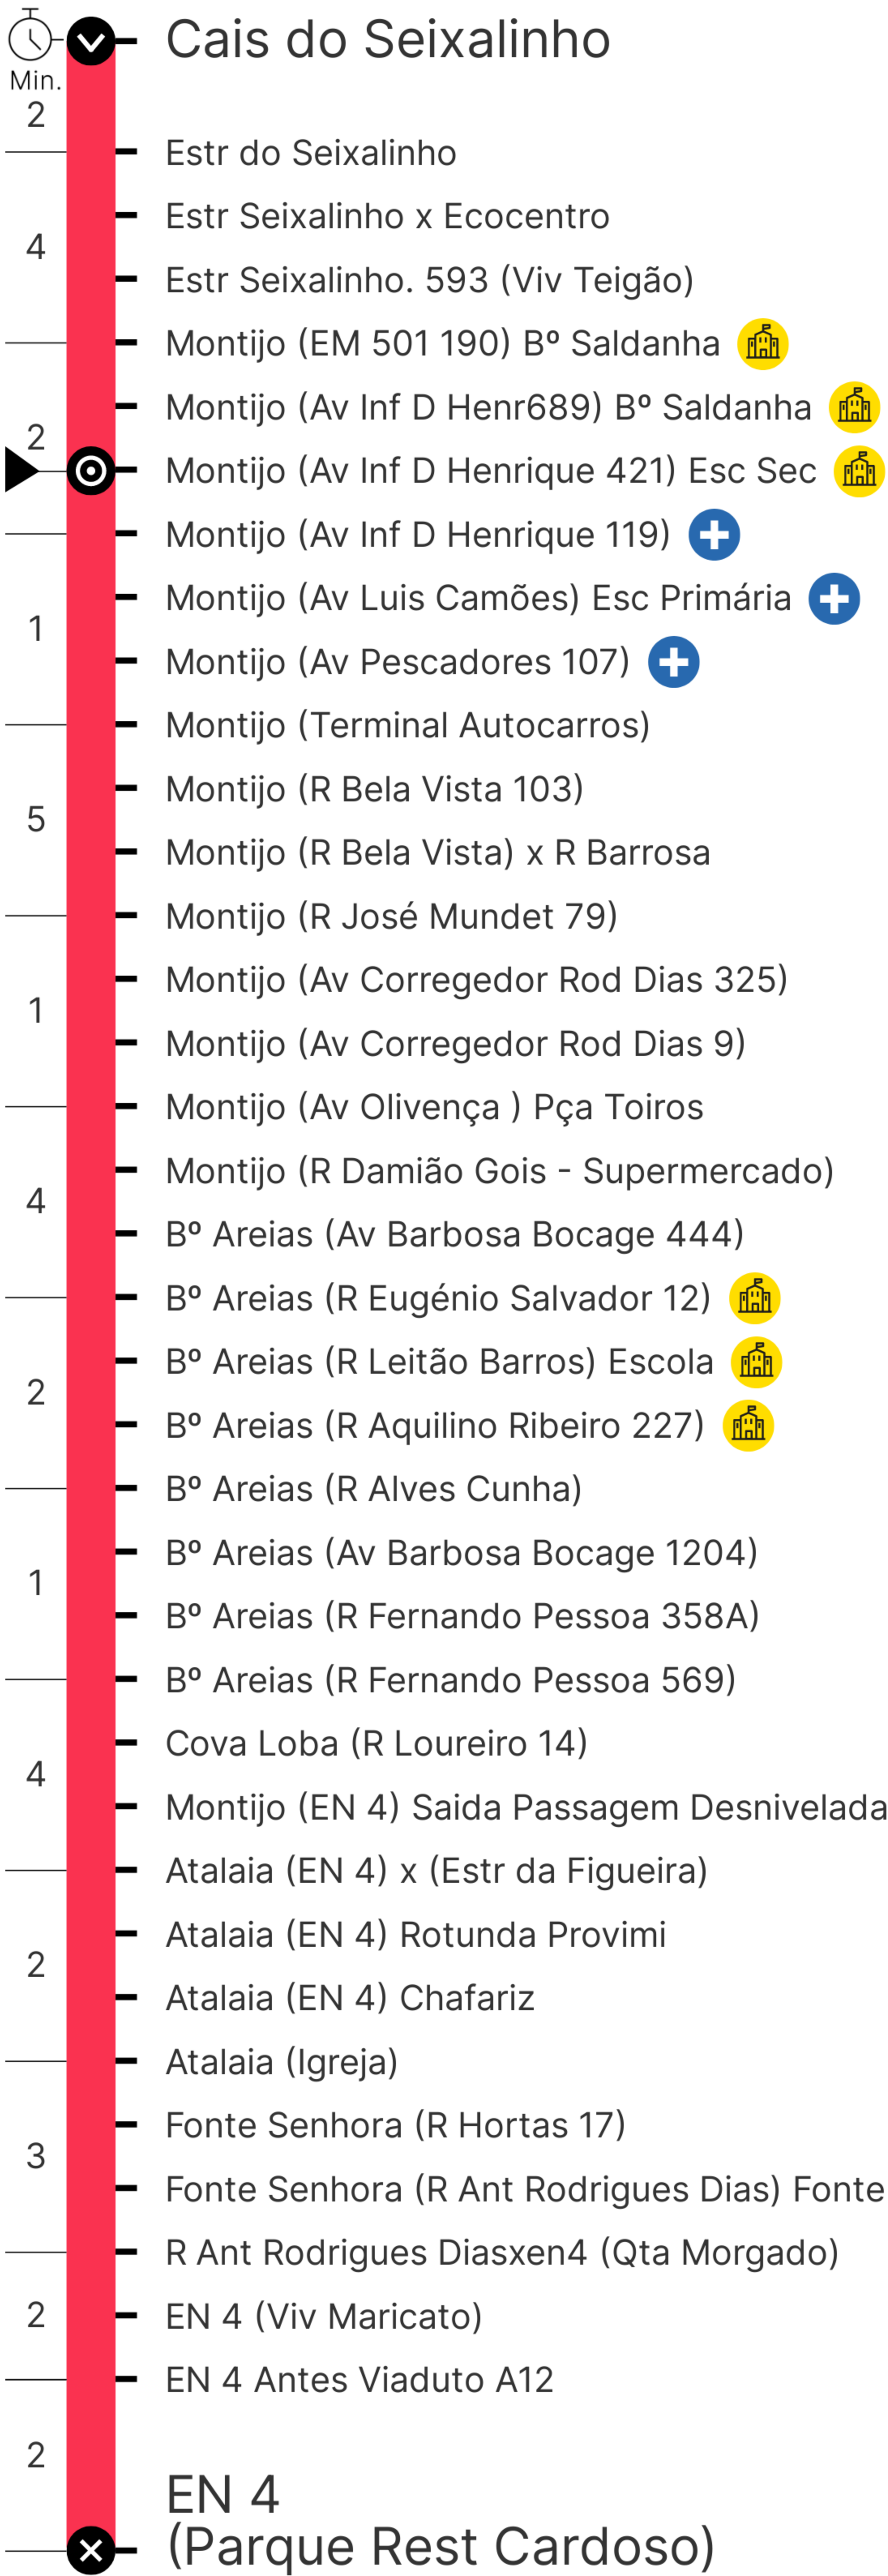 Cais do Seixalinho
Min.
2
Estr do Seixalinho
Estr Seixalinho x Ecocentro
4
Estr Seixalinho. 593 (Viv Teigão)
Montijo (EM 501 190) Bº Saldanha
Montijo (Av Inf D Henr689) Bº Saldanha
2
Montijo (Av Inf D Henrique 421) Esc Sec
Montijo (Av Inf D Henrique 119)
Montijo (Av Luis Camões) Esc Primária
1
Montijo (Av Pescadores 107)
Montijo (Terminal Autocarros)
Montijo (R Bela Vista 103)
5
Montijo (R Bela Vista) x R Barrosa
Montijo (R José Mundet 79)
Montijo (Av Corregedor Rod Dias 325)
1
Montijo (Av Corregedor Rod Dias 9)
Montijo (Av Olivença ) Pça Toiros
Montijo (R Damião Gois - Supermercado)
4
Bº Areias (Av Barbosa Bocage 444)
Bº Areias (R Eugénio Salvador 12)
Bº Areias (R Leitão Barros) Escola
2
Bº Areias (R Aquilino Ribeiro 227)
Bº Areias (R Alves Cunha)
Bº Areias (Av Barbosa Bocage 1204)
1
Bº Areias (R Fernando Pessoa 358A)
Bº Areias (R Fernando Pessoa 569)
Cova Loba (R Loureiro 14)
4
Montijo (EN 4) Saida Passagem Desnivelada
Atalaia (EN 4) x (Estr da Figueira)
Atalaia (EN 4) Rotunda Provimi
2
Atalaia (EN 4) Chafariz
Atalaia (Igreja)
Fonte Senhora (R Hortas 17)
3
Fonte Senhora (R Ant Rodrigues Dias) Fonte
R Ant Rodrigues Diasxen4 (Qta Morgado)
2
EN 4 (Viv Maricato)
EN 4 Antes Viaduto A12
2
EN 4
(Parque Rest Cardoso)